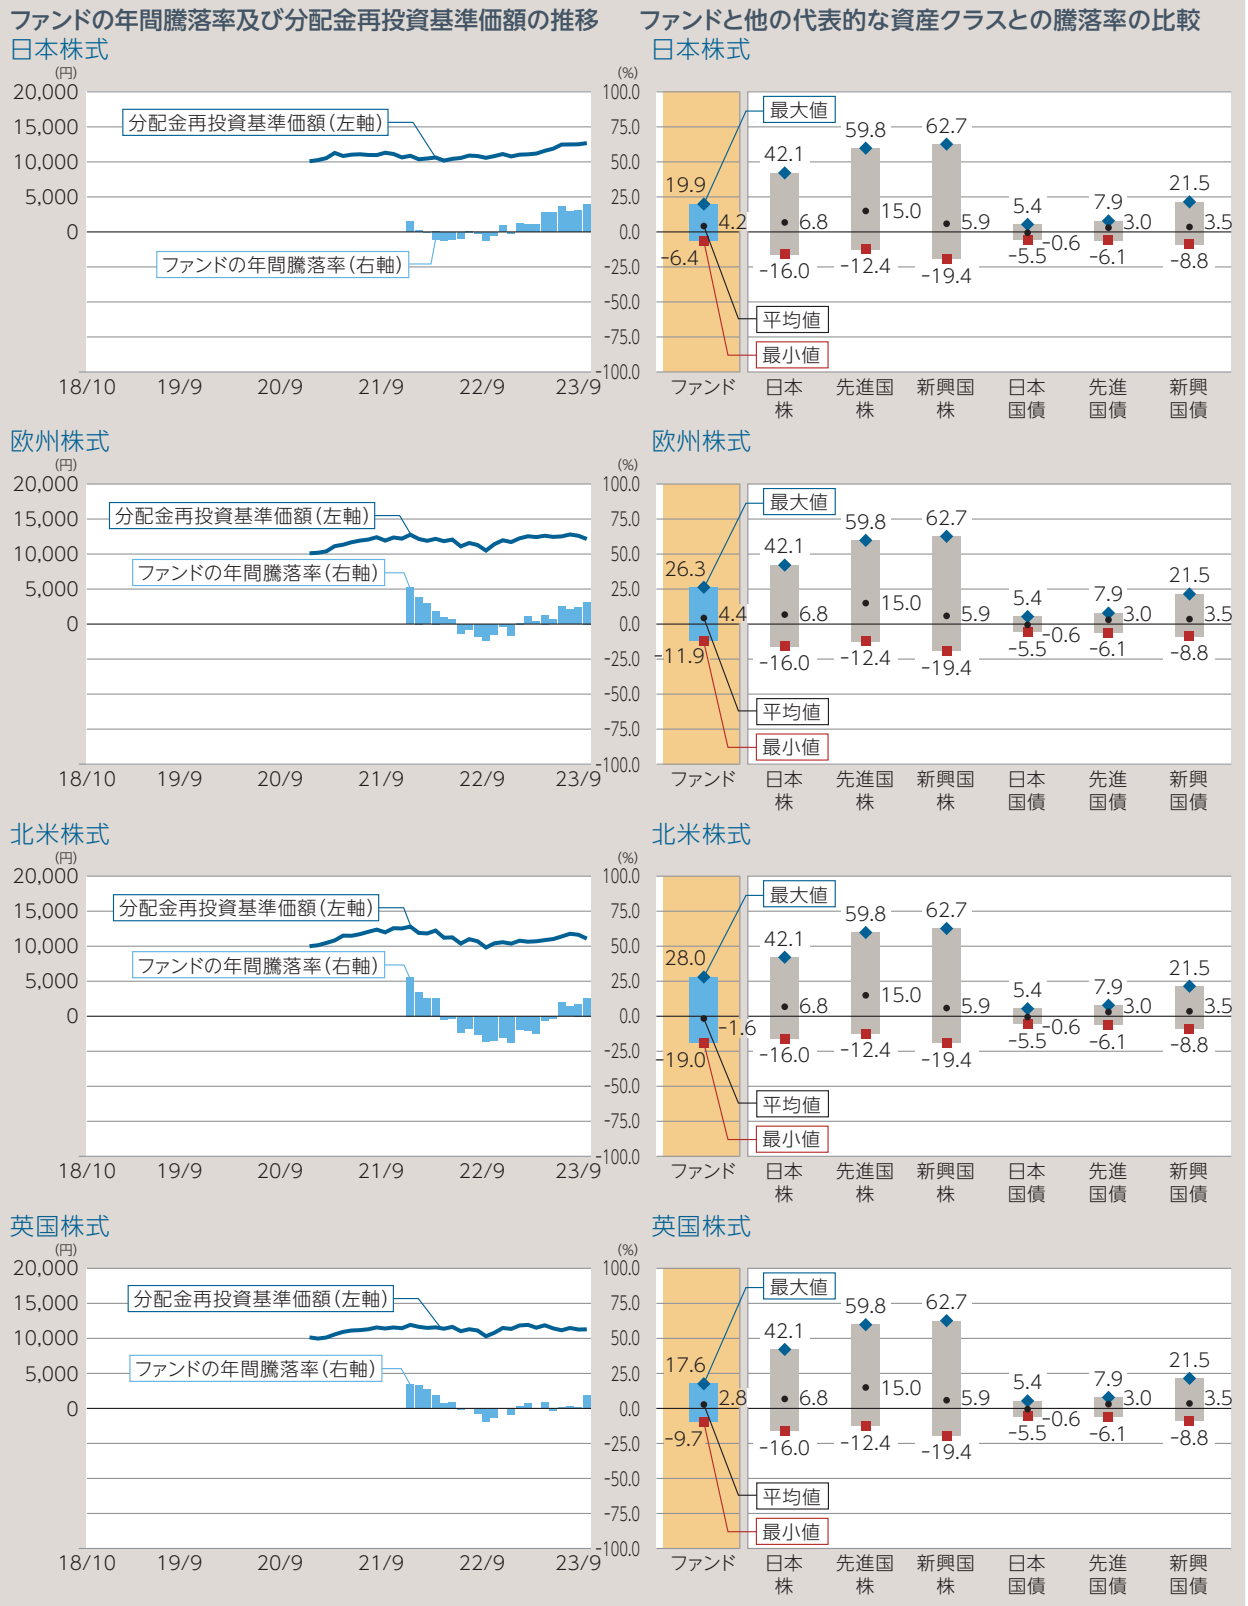 ファンドの年間騰落率及び分配金再投資基準価額の推移
ファンドと他の代表的な資産クラスとの騰落率の比較
日本株式
(円)
20,000
15,000
10,000
5,000
0
分配金再投資基準価額(左軸)
ファンドの年間騰落率(右軸)
(%)
100.0
75.0
50.0
25.0
0.0
-25.0
-50.0
-75.0
-100.0
18/10 19/9 20/9 21/9 22/9 23/9
日本株式
最大値
平均値
最小値
19.9 42.1 59.8 62.7 5.4 7.9 21.5
4.2 6.8 15.0 5.9 -0.6 3.0 3.5
-6.4 -16.0 -12.4 -19.4 -5.5 -6.1 -8.8
ファンド 日本 先進国 新興国 日本 先進 新興
株 株 株 国債 国債 国債
欧州株式
(円)
20,000
15,000
10,000
5,000
0
分配金再投資基準価額(左軸)
ファンドの年間騰落率(右軸)
(%)
100.0
75.0
50.0
25.0
0.0
-25.0
-50.0
-75.0
-100.0
18/10 19/9 20/9 21/9 22/9 23/9
欧州株式
最大値
平均値
最小値
26.3 42.1 59.8 62.7 5.4 7.9 21.5
4.4 6.8 15.0 5.9 -0.6 3.0 3.5
-11.9 -16.0 -12.4 -19.4 -5.5 -6.1 -8.8
ファンド 日本 先進国 新興国 日本 先進 新興
株 株 株 国債 国債 国債
北米株式
(円)
20,000
15,000
10,000
5,000
0
分配金再投資基準価額(左軸)
ファンドの年間騰落率(右軸)
(%)
100.0
75.0
50.0
25.0
0.0
-25.0
-50.0
-75.0
-100.0
18/10 19/9 20/9 21/9 22/9 23/9
北米株式
最大値
平均値
最小値
28.0 42.1 59.8 62.7 5.4 7.9 21.5
-1.6 6.8 15.0 5.9 -0.6 3.0 3.5
-19.0 -16.0 -12.4 -19.4 -5.5 -6.1 -8.8
ファンド 日本 先進国 新興国 日本 先進 新興
株 株 株 国債 国債 国債
英国株式
(円)
20,000
15,000
10,000
5,000
0
分配金再投資基準価額(左軸)
ファンドの年間騰落率(右軸)
(%)
100.0
75.0
50.0
25.0
0.0
-25.0
-50.0
-75.0
-100.0
18/10 19/9 20/9 21/9 22/9 23/9
英国株式
最大値
平均値
最小値
17.6 42.1 59.8 62.7 5.4 7.9 21.5
2.8 6.8 15.0 5.9 -0.6 3.0 3.5
-9.7 -16.0 -12.4 -19.4 -5.5 -6.1 -8.8
ファンド 日本 先進国 新興国 日本 先進 新興
株 株 株 国債 国債 国債